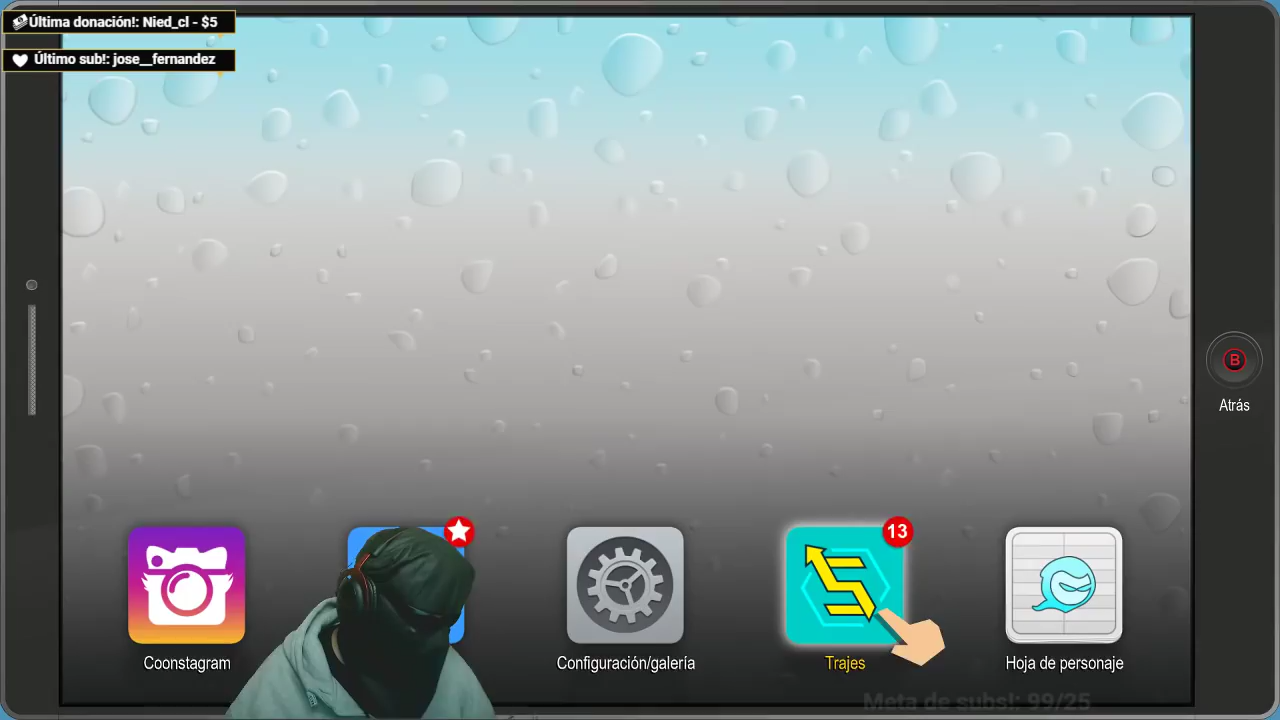 Última donación!: Nied_cl - $5
Último sub!: jose__fernandez
B
Atrás
13
Coonstagram
Configuración/galería
Trajes
Hoja de personaje
Meta de subs!: 99/25